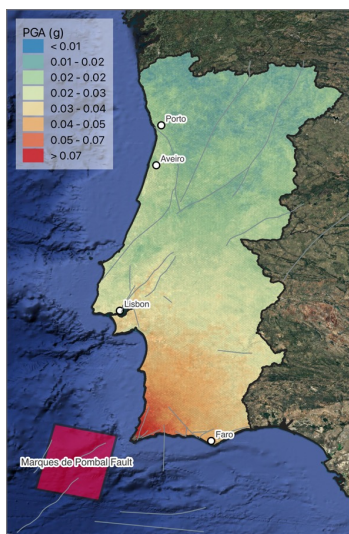 PGA (g)
< 0.01
0.01 - 0.02
0.02 - 0.02
0.02 - 0.03
0.03 - 0.04
0.04 - 0.05
0.05 - 0.07
> 0.07
Porto
Aveiro
Lisbon
Faro
Marques de Pombal Fault